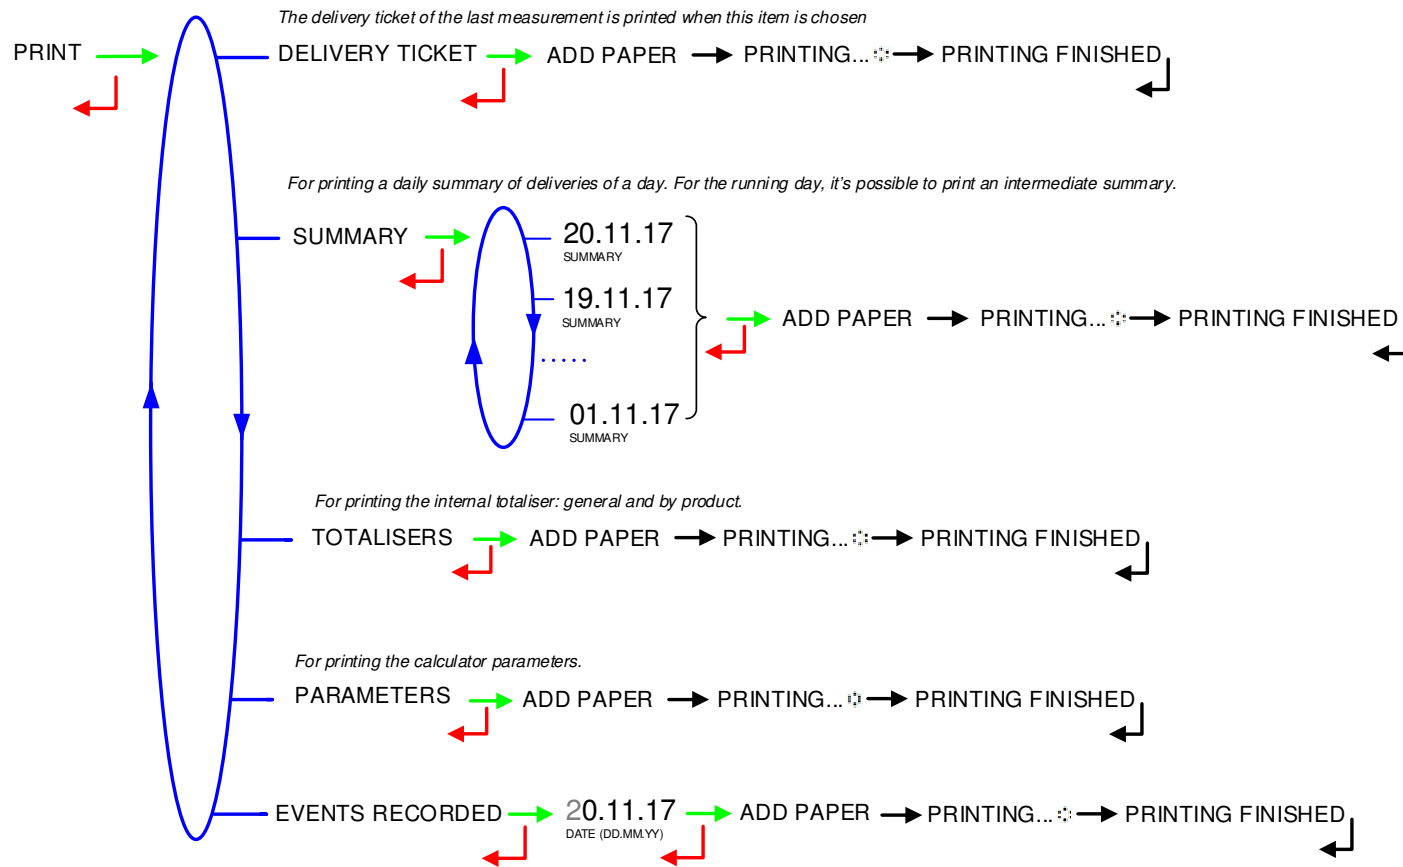 The delivery ticket of the last measurement is printed when this item is chosen
PRINT DELIVERY TICKET ADD PAPER PRINTING... PRINTING FINISHED
For printing a daily summary of deliveries of a day. For the running day, it's possible to print an intermediate summary.
SUMMARY
20.11.17
SUMMARY
19.11.17
SUMMARY
.....
01.11.17
SUMMARY
ADD PAPER PRINTING... PRINTING FINISHED
For printing the internal totaliser: general and by product.
TOTALISERS ADD PAPER PRINTING... PRINTING FINISHED
For printing the calculator parameters.
PARAMETERS ADD PAPER PRINTING... PRINTING FINISHED
EVENTS RECORDED 20.11.17 ADD PAPER PRINTING... PRINTING FINISHED
DATE (DD.MM.YY)